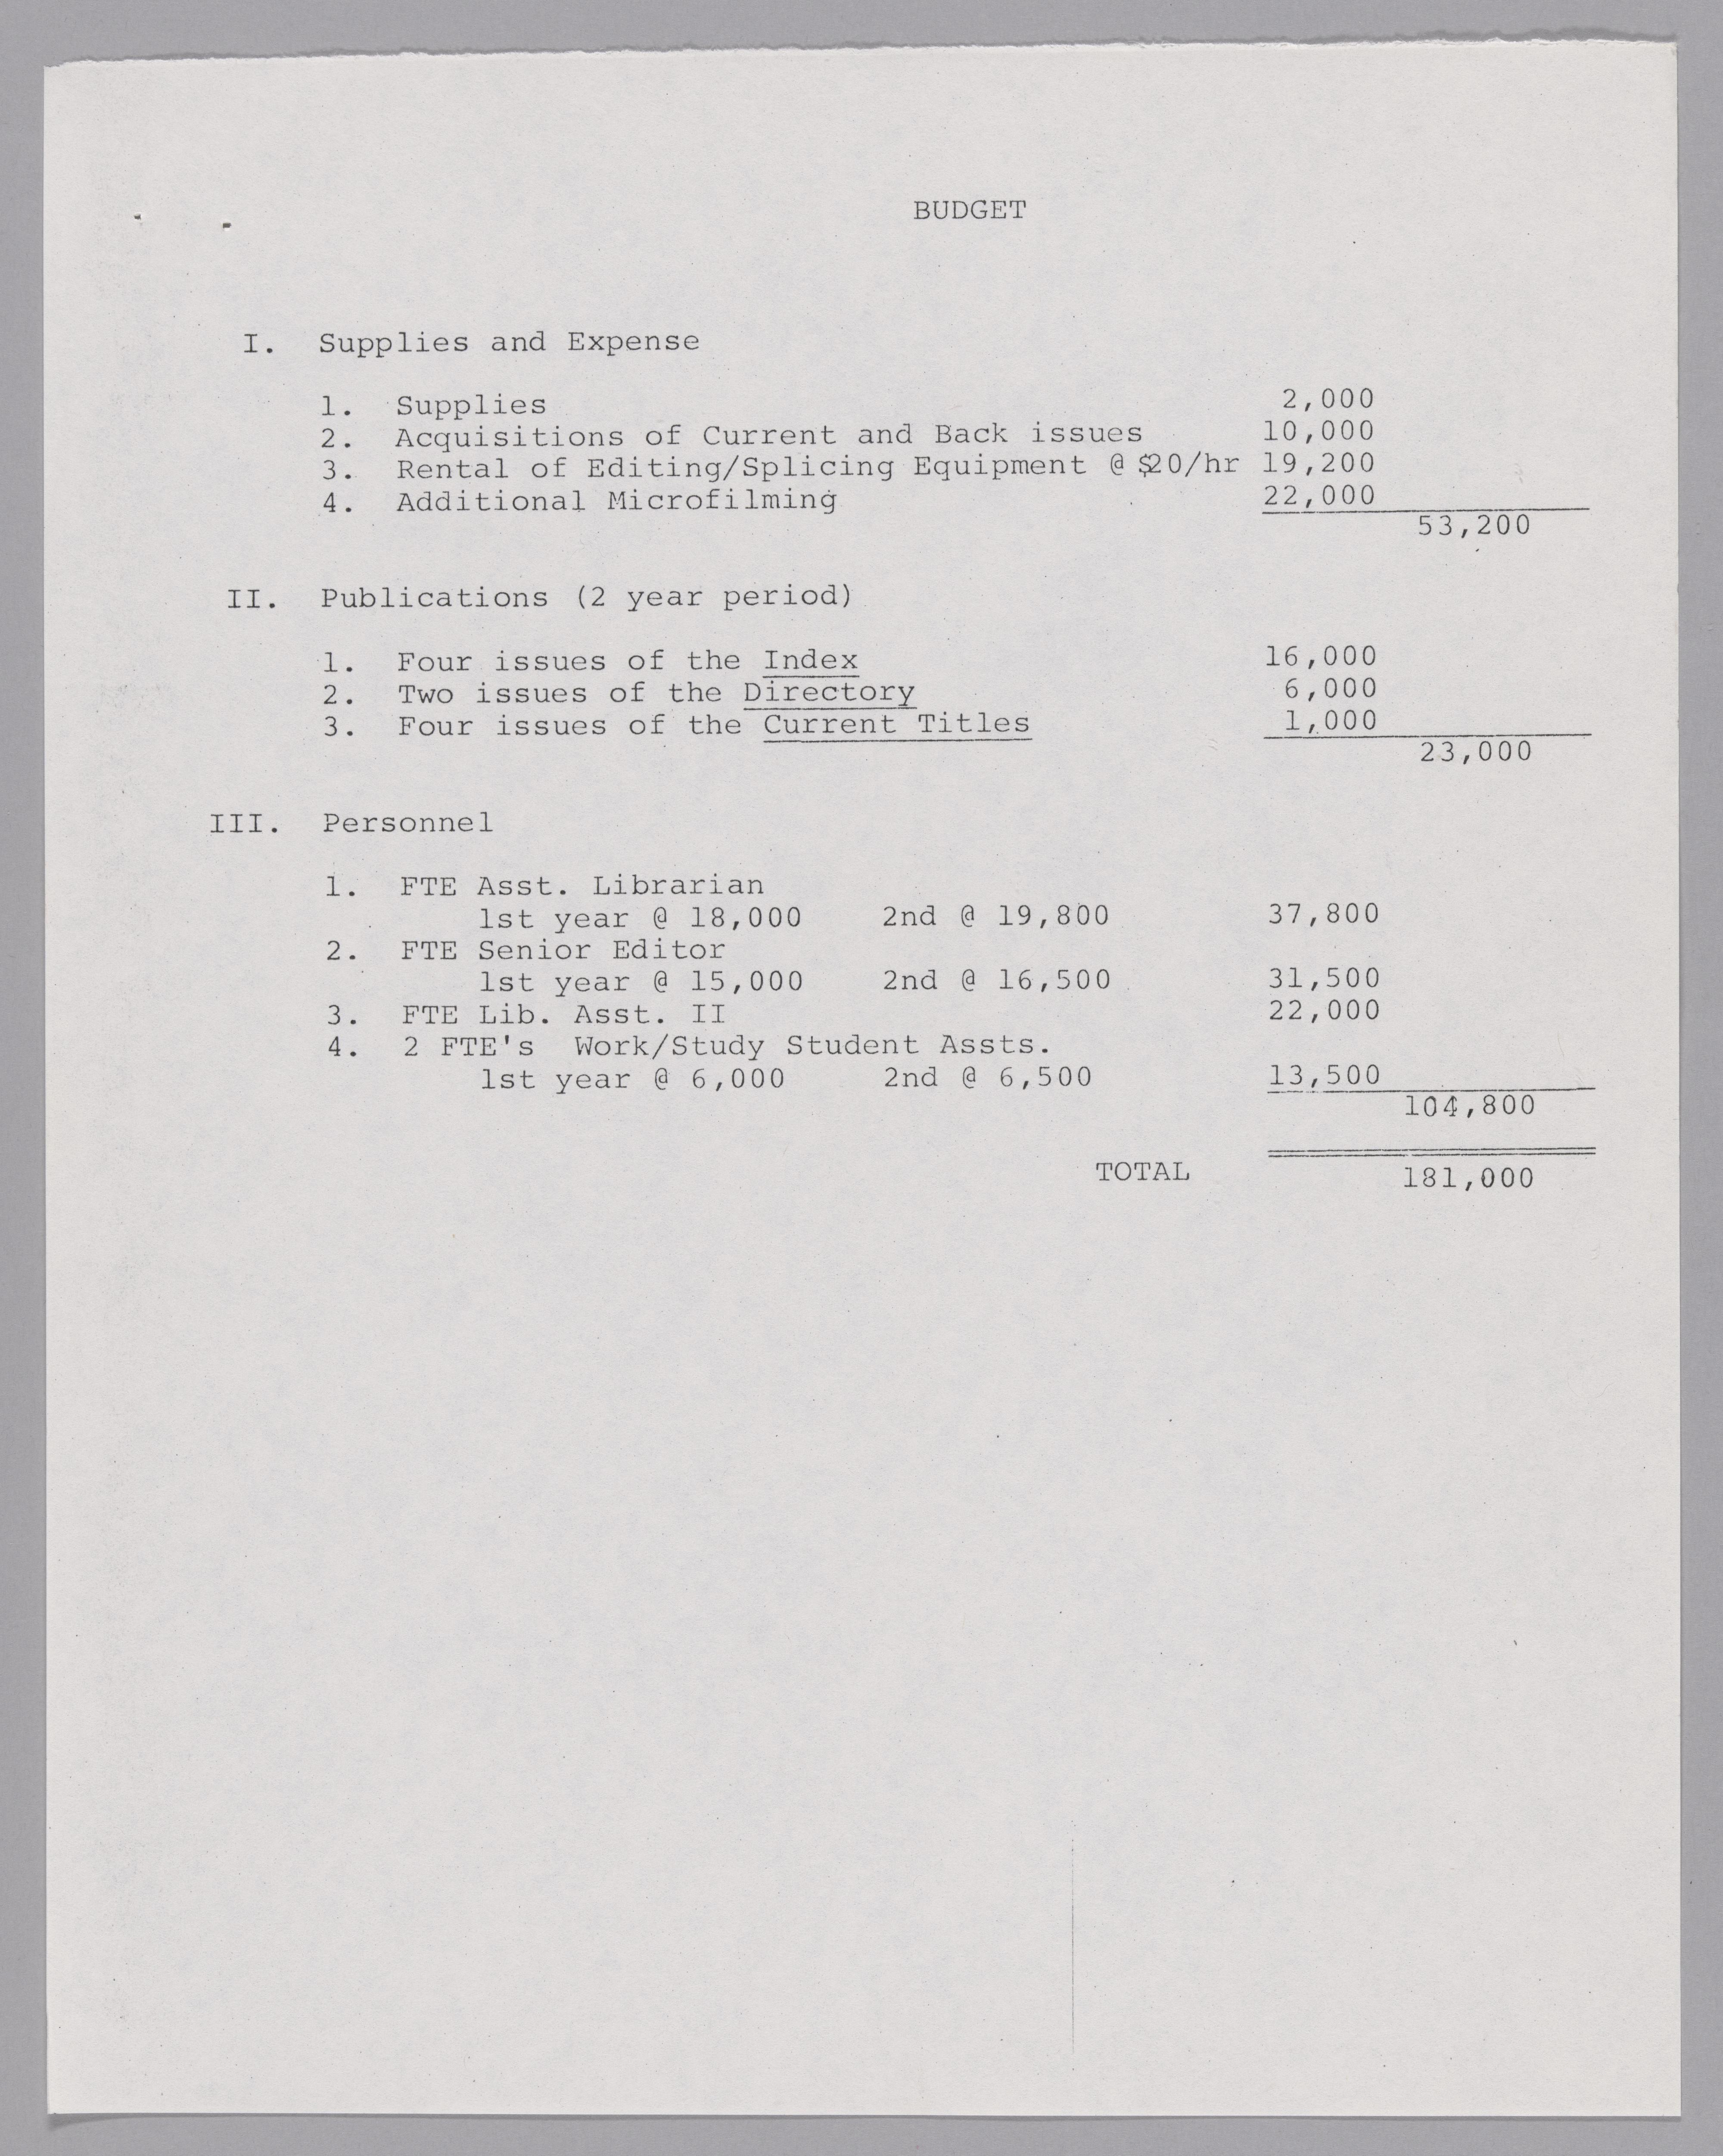 BUDGET
I. Supplies and Expense
1. Supplies 2,000
2. Acquisitions of Current and Back issues 10,000
3. Rental of Editing/Splicing Equipment @ $20/hr 19,200
4. Additional Microfilming 22,000
53,200
II. Publications (2 year period)
1. Four issues of the Index 16,000
2. Two issues of the Directory 6,000
3. Four issues of the Current Titles 1,000
23,000
III. Personnel
1. FTE Asst. Librarian
1st year @ 18,000 2nd @ 19,800 37,800
2. FTE Senior Editor
1st year @ 15,000 2nd @ 16,500 31,500
3. FTE Lib. Asst. II 22,000
4. 2 FTE's Work/Study Student Assts.
1st year @ 6,000 2nd @ 6,500 13,500
104,800
TOTAL 181,000